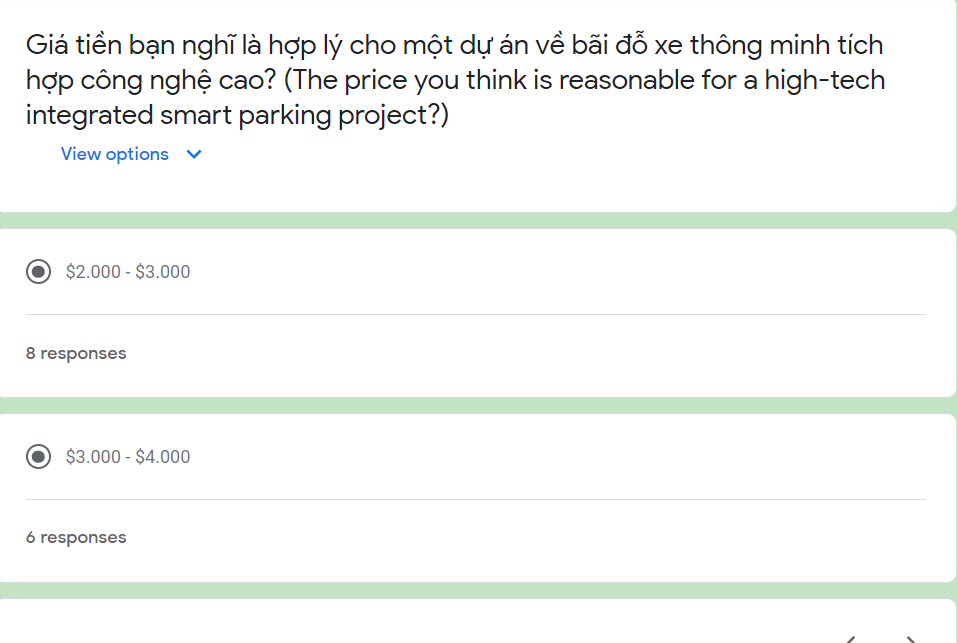 Giá tiền bạn nghĩ là hợp lý cho một dự án về bãi đỗ xe thông minh tích
hợp công nghệ cao? (The price you think is reasonable for a high-tech
integrated smart parking project?)
View options
$2.000 - $3.000
8 responses
$3.000 - $4.000
6 responses